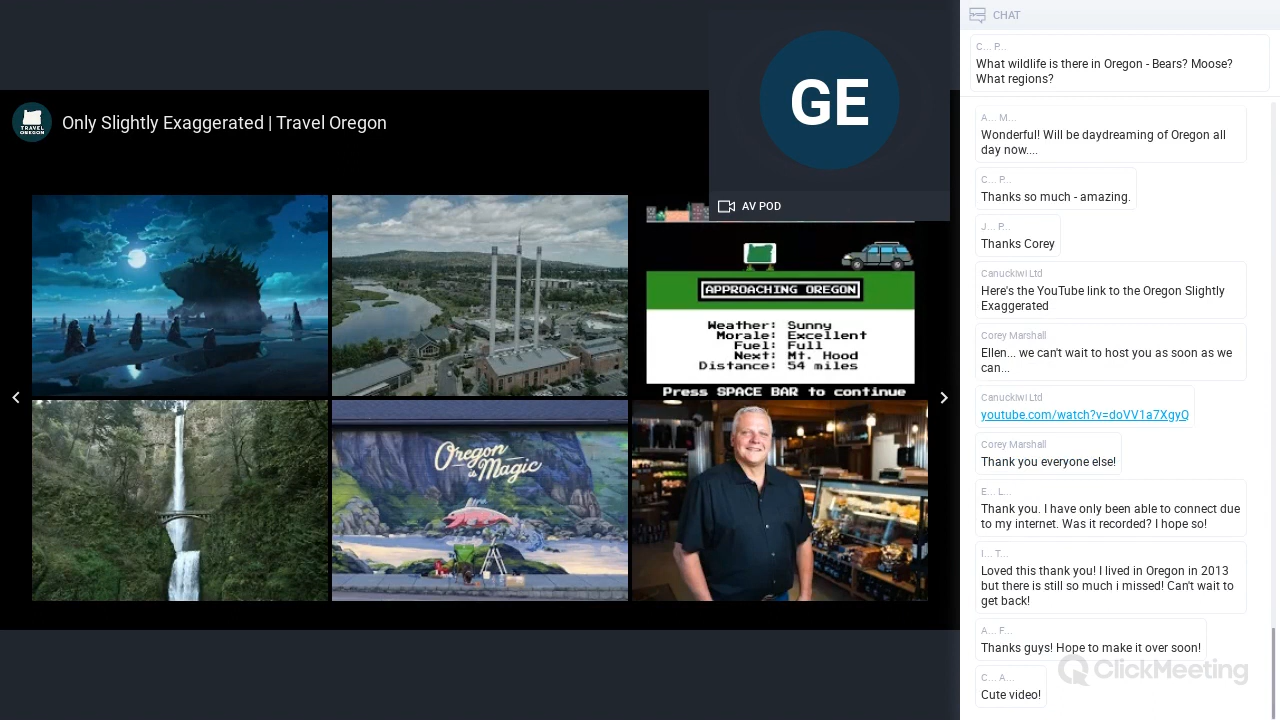 Only Slightly Exaggerated | Travel Oregon
TRAVEL
OREGON
GE
AV POD
APPROACHING OREGON
Weather: Sunny
Morale: Excellent
Fuel: Full
Next: Mt. Hood
Distance: 54 miles
Press SPACE BAR to continue
Oregon
is Magic
CHAT
C... P...
What wildlife is there in Oregon - Bears? Moose?
What regions?
A... M...
Wonderful! Will be daydreaming of Oregon all
day now....
C... P...
Thanks so much - amazing.
J... P...
Thanks Corey
Canuckiwi Ltd
Here's the YouTube link to the Oregon Slightly
Exaggerated
Corey Marshall
Ellen... we can't wait to host you as soon as we
can...
Canuckiwi Ltd
youtube.com/watch?v=doVV1a7XgyQ
Corey Marshall
Thank you everyone else!
E... L...
Thank you. I have only been able to connect due
to my internet. Was it recorded? I hope so!
I... T...
Loved this thank you! I lived in Oregon in 2013
but there is still so much i missed! Can't wait to
get back!
A... F...
Thanks guys! Hope to make it over soon!
C... A...
Cute video!
ClickMeeting